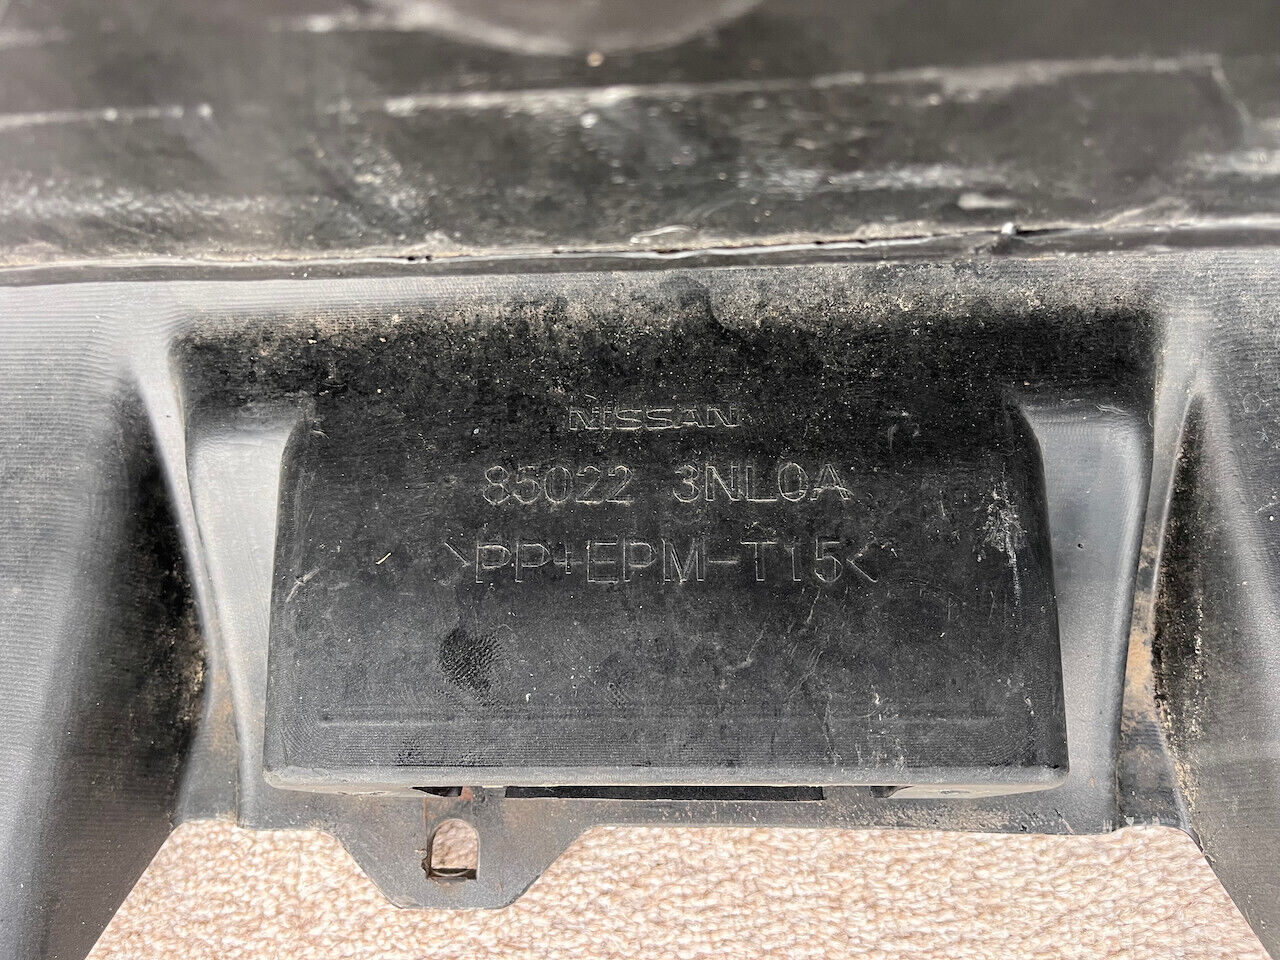 NISSAN
85022 3NL0A
>PP+EPM-T15<